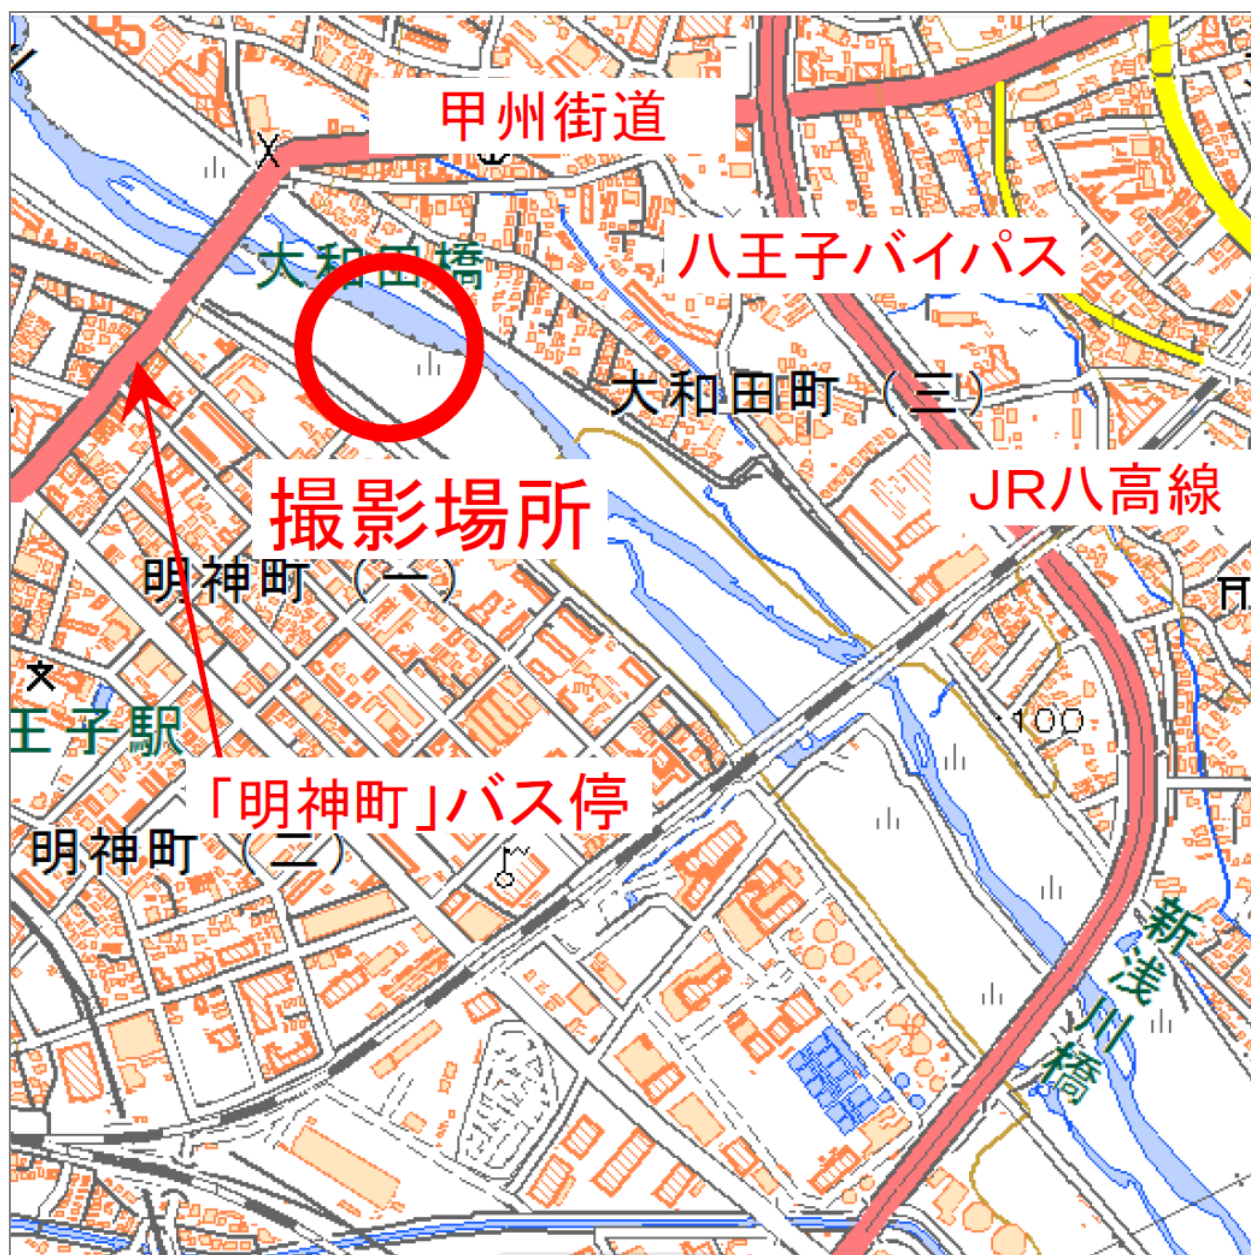 甲州街道
八王子バイパス
大和田橋
大和田町（三）
JR八高線
撮影場所
明神町（一）
王子駅
・100
「明神町」バス停
明神町（二）
新浅川橋